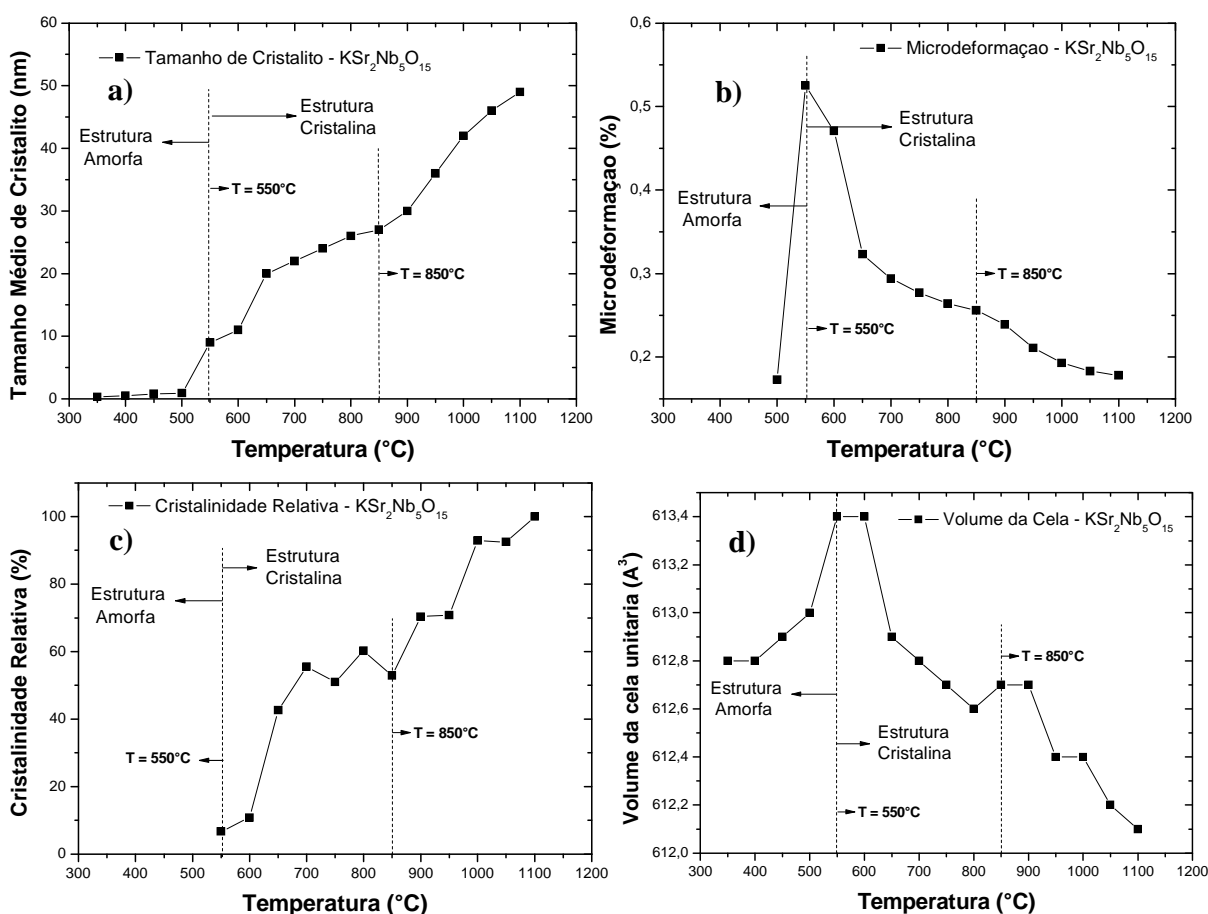 a)
Tamanho de Cristalito - KSr2Nb5O15
Estrutura
Cristalina
Estrutura
Amorfa
T = 550°C
T = 850°C
Tamanho Médio de Cristalito (nm)
60
50
40
30
20
10
0
300 400 500 600 700 800 900 1000 1100 1200
Temperatura (°C)
b)
Microdeformaçao - KSr2Nb5O15
Estrutura
Cristalina
Estrutura
Amorfa
T = 850°C
T = 550°C
Microdeformaçao (%)
0,6
0,5
0,4
0,3
0,2
300 400 500 600 700 800 900 1000 1100 1200
Temperatura (°C)
c)
Cristalinidade Relativa - KSr2Nb5O15
Estrutura
Cristalina
Estrutura
Amorfa
T = 850°C
T = 550°C
Cristalinidade Relativa (%)
100
80
60
40
20
0
300 400 500 600 700 800 900 1000 1100 1200
Temperatura (°C)
d)
Volume da Cela - KSr2Nb5O15
T = 850°C
Estrutura
Amorfa
Estrutura
Cristalina
T = 550°C
Volume da cela unitaria (A3)
613,4
613,2
613,0
612,8
612,6
612,4
612,2
612,0
300 400 500 600 700 800 900 1000 1100 1200
Temperatura (°C)